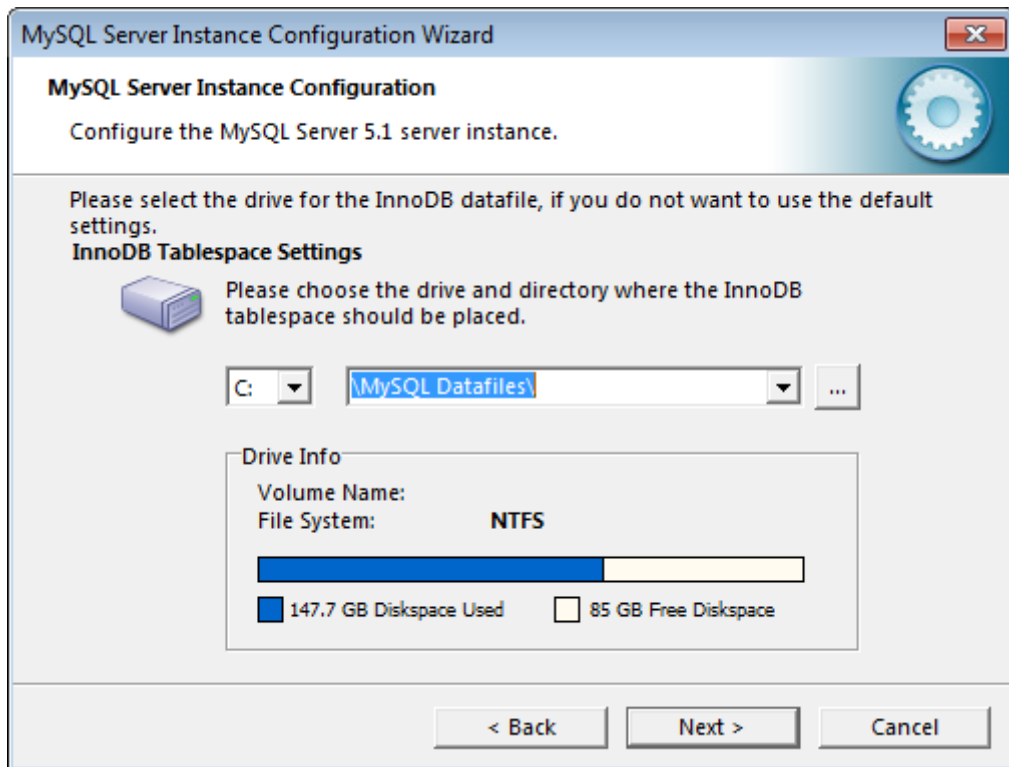 MySQL Server Instance Configuration Wizard
MySQL Server Instance Configuration
Configure the MySQL Server 5.1 server instance.
Please select the drive for the InnoDB datafile, if you do not want to use the default
settings.
InnoDB Tablespace Settings
Please choose the drive and directory where the InnoDB
tablespace should be placed.
C: \MySQL Datafiles\ ...
Drive Info
Volume Name:
File System: NTFS
147.7 GB Diskspace Used 85 GB Free Diskspace
< Back Next > Cancel